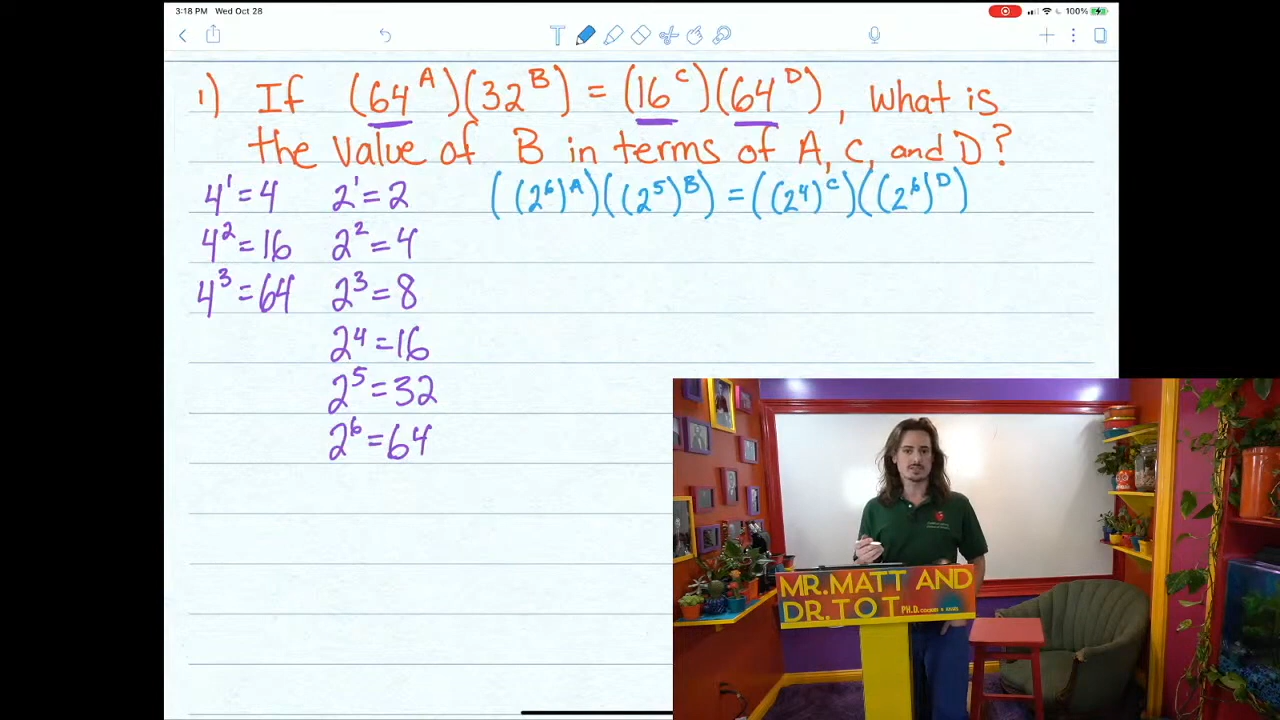 3:18 PM Wed Oct 28 100%
1) If (64^A)(32^B) = (16^C)(64^D), What is
the value of B in terms of A, C, and D?
4^1 = 4 2^1 = 2 ((2^6)^A)((2^5)^B) = ((2^4)^C)((2^6)^D)
4^2 = 16 2^2 = 4
4^3 = 64 2^3 = 8
2^4 = 16
2^5 = 32
2^6 = 64
MR. MATT AND
DR. TOT PH.D.